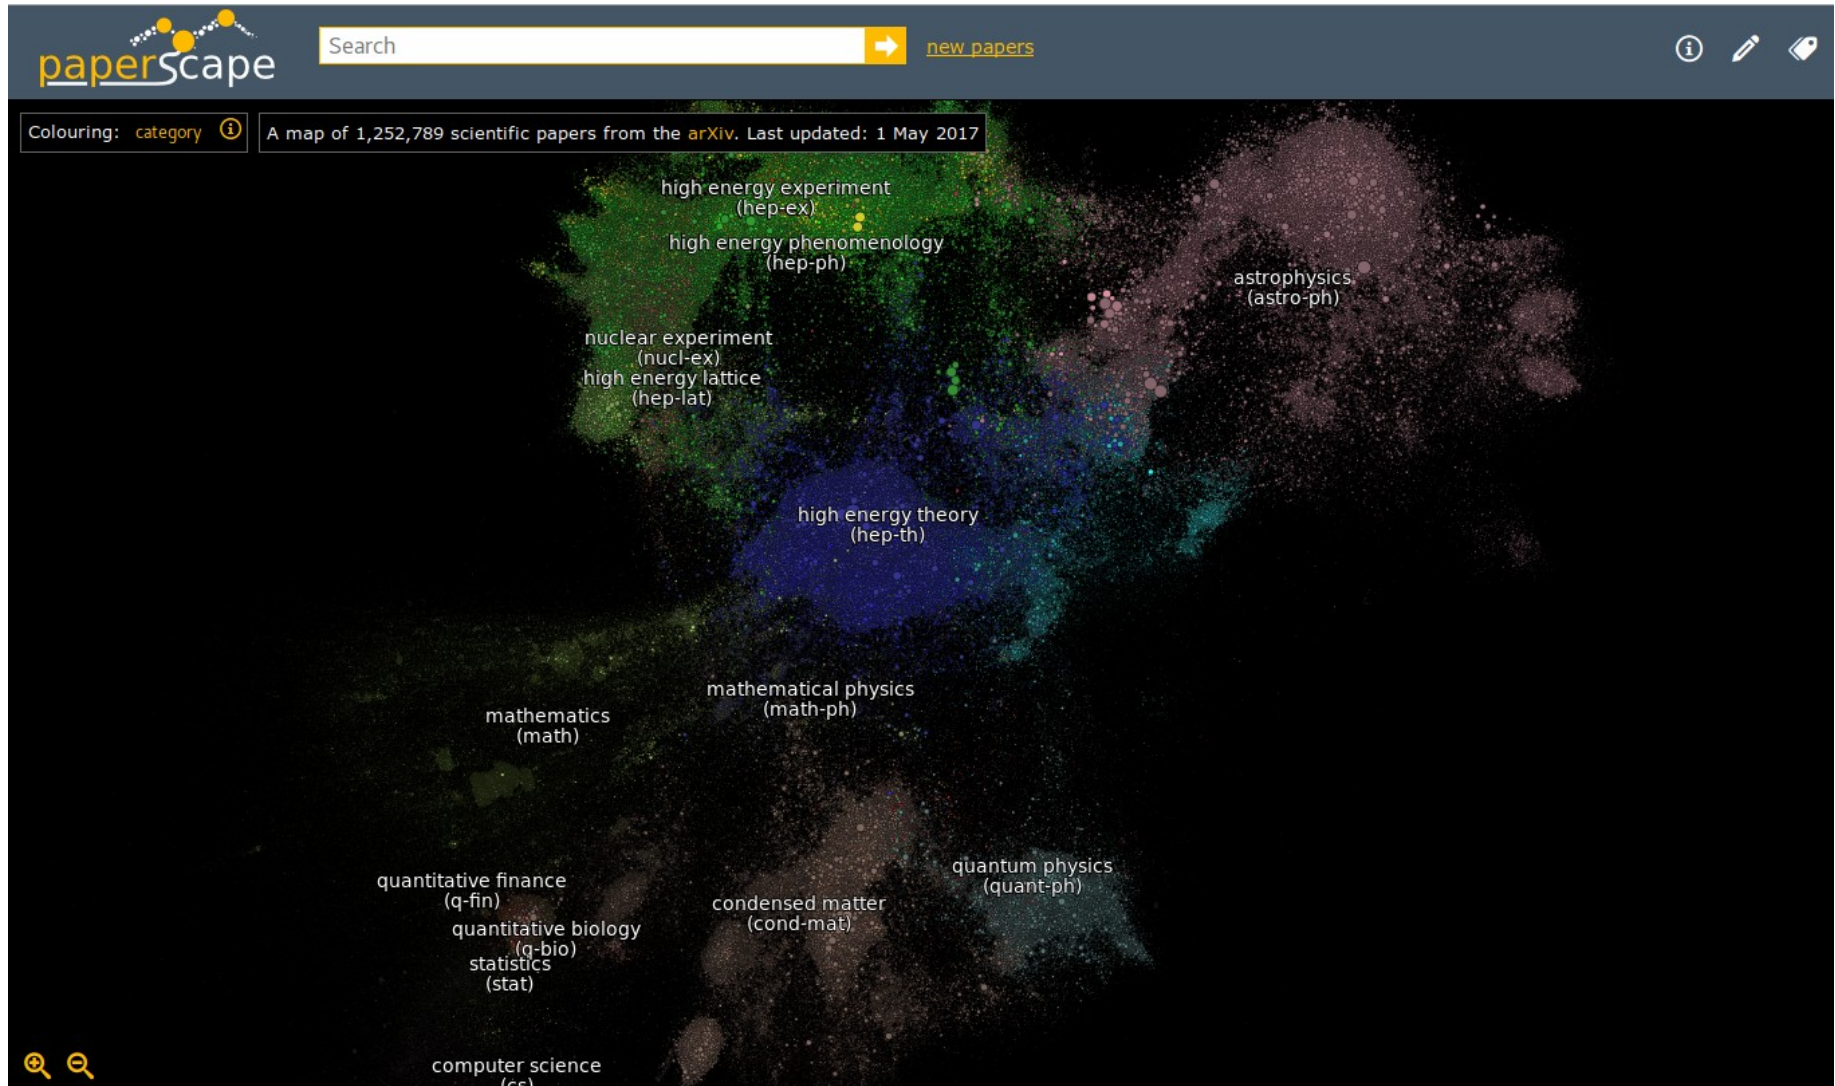 paperscape
Search
new papers
Colouring: category
A map of 1,252,789 scientific papers from the arXiv. Last updated: 1 May 2017
high energy experiment
(hep-ex)
high energy phenomenology
(hep-ph)
astrophysics
(astro-ph)
nuclear experiment
(nucl-ex)
high energy lattice
(hep-lat)
high energy theory
(hep-th)
mathematical physics
(math-ph)
mathematics
(math)
quantum physics
(quant-ph)
quantitative finance
(q-fin)
condensed matter
(cond-mat)
quantitative biology
(q-bio)
statistics
(stat)
computer science
(cs)